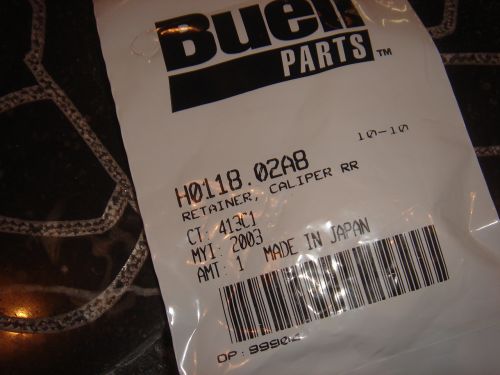 Buell
PARTS™
10-10
H0118.02A8
RETAINER, CALIPER RR
CT: 413C1
MYI: 2003
AMT: 1 MADE IN JAPAN
OP: 99904